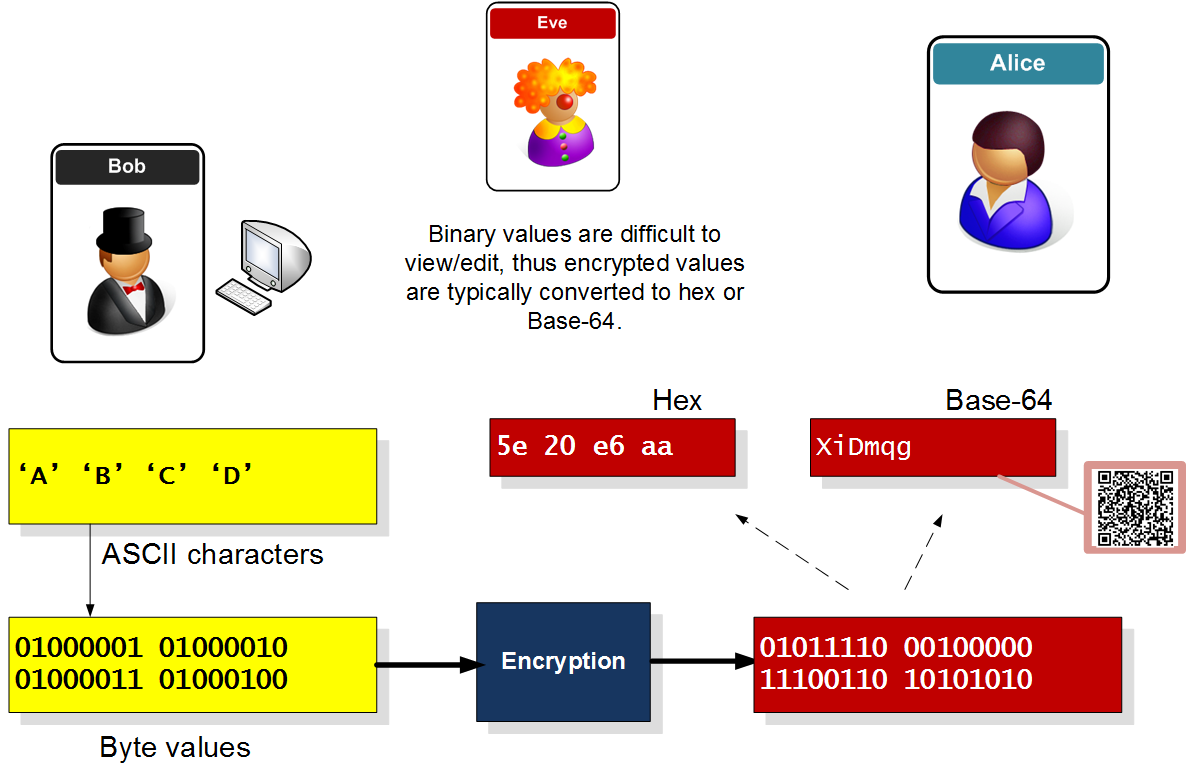 Eve
Alice
Bob
Binary values are difficult to
view/edit, thus encrypted values
are typically converted to hex or
Base-64.
Hex
Base-64
5e 20 e6 aa
XiDmqg
‘A’ ‘B’ ‘C’ ‘D’
ASCII characters
01000001 01000010
01000011 01000100
Encryption
01011110 00100000
11100110 10101010
Byte values